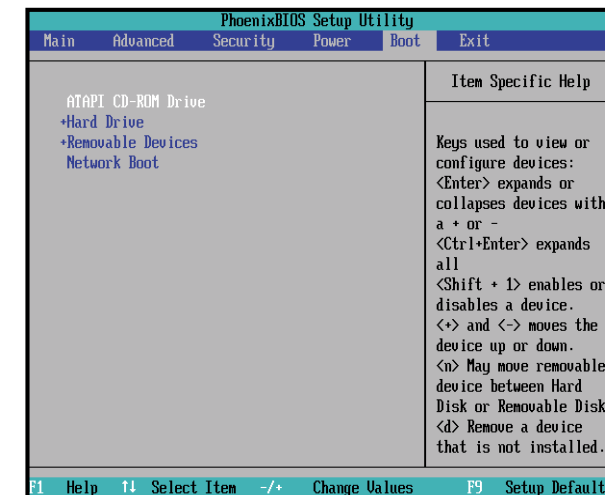 PhoenixBIOS Setup Utility
Main Advanced Security Power Boot Exit
Item Specific Help
ATAPI CD-ROM Drive
+Hard Drive
+Removable Devices
Network Boot
Keys used to view or
configure devices:
<Enter> expands or
collapses devices with
a + or -
<Ctrl+Enter> expands
all
<Shift + 1> enables or
disables a device.
<+> and <-> moves the
device up or down.
<n> May move removable
device between Hard
Disk or Removable Disk
<d> Remove a device
that is not installed.
F1 Help ↑↓ Select Item -/+ Change Values F9 Setup Default